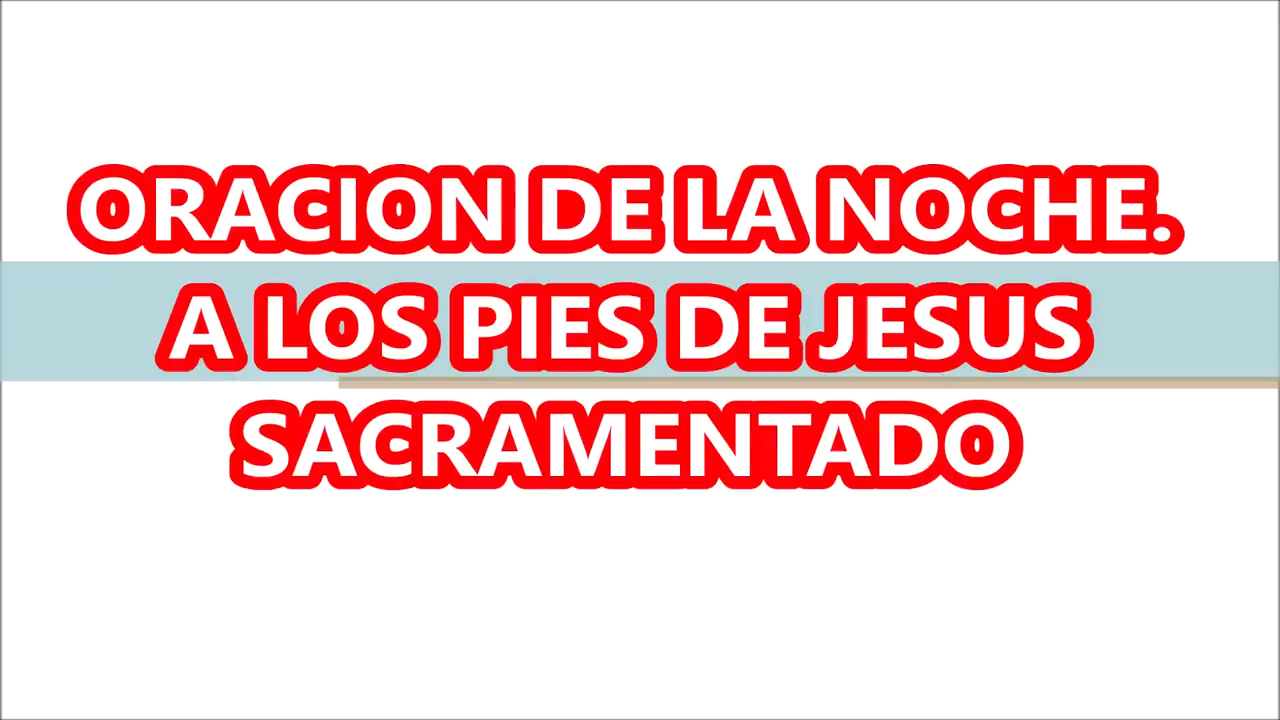 ORACION DE LA NOCHE.
A LOS PIES DE JESUS
SACRAMENTADO